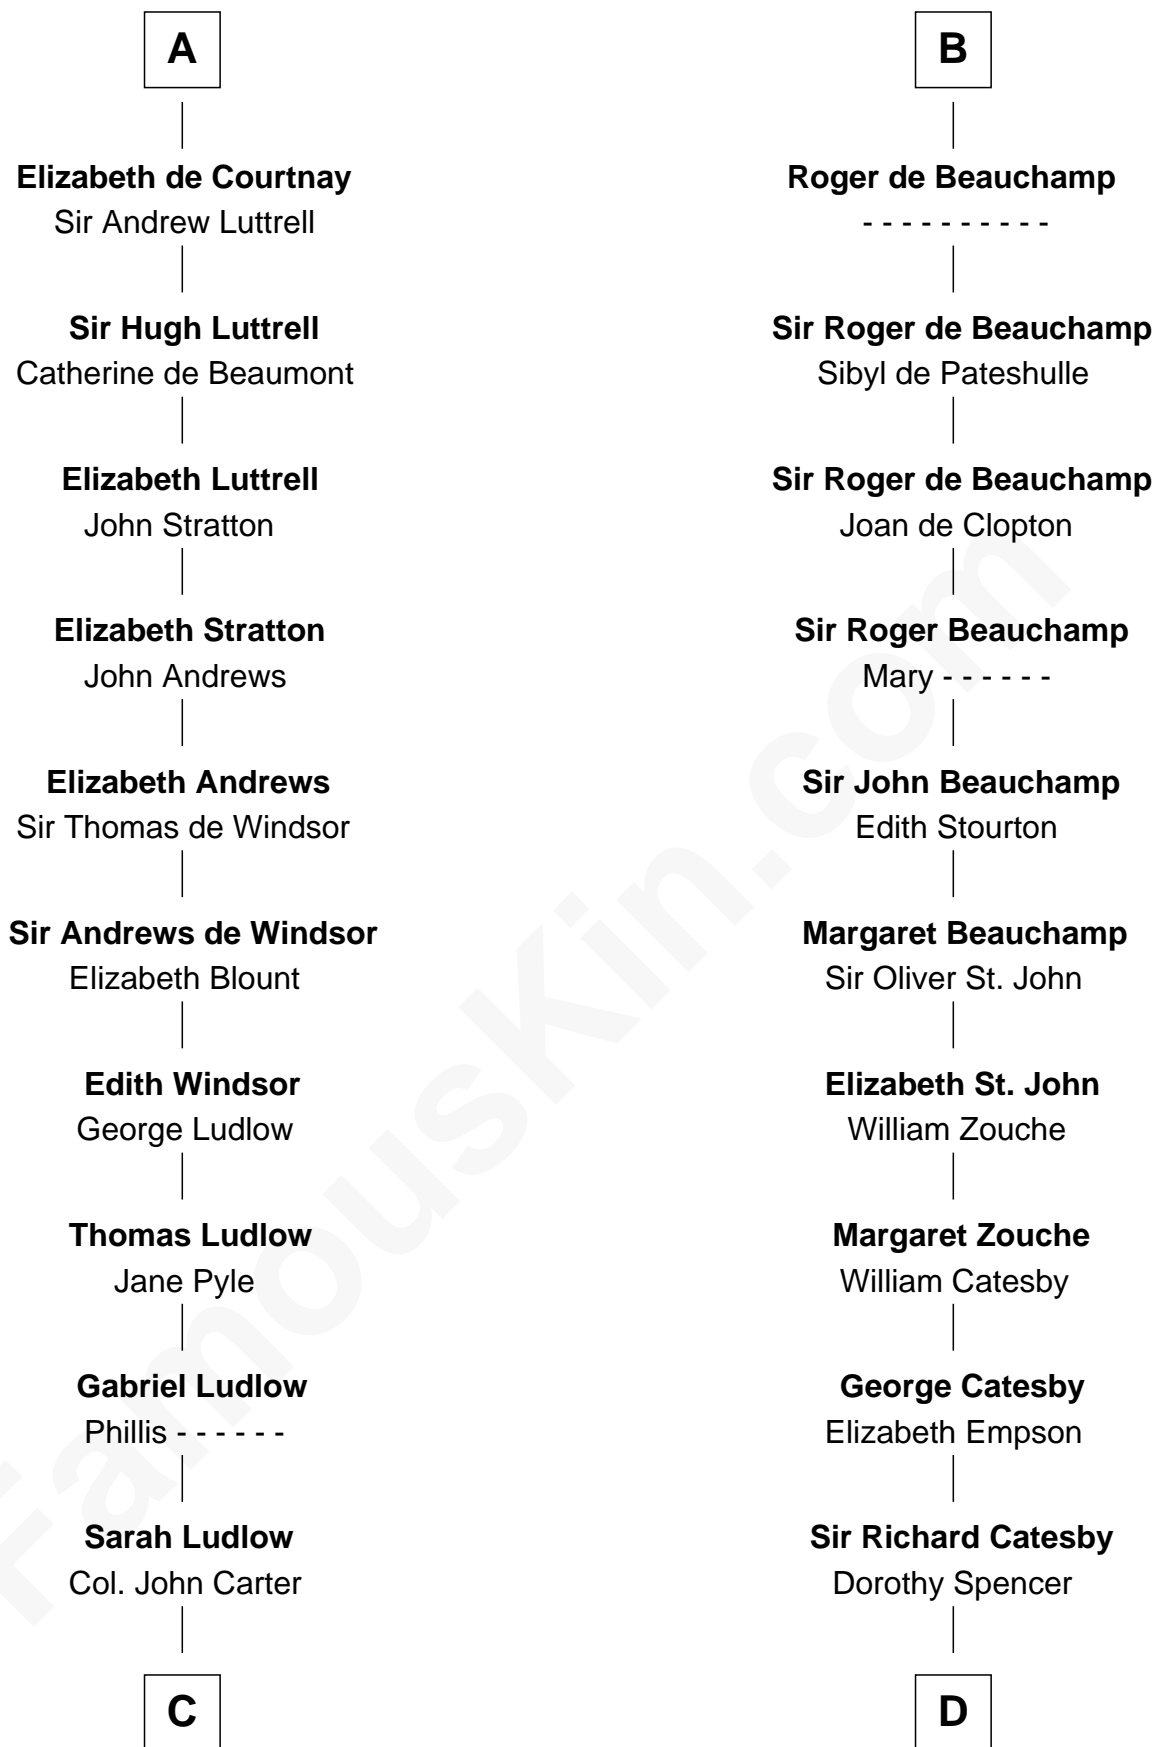 A
Elizabeth de Courtnay
Sir Andrew Luttrell
Sir Hugh Luttrell
Catherine de Beaumont
Elizabeth Luttrell
John Stratton
Elizabeth Stratton
John Andrews
Elizabeth Andrews
Sir Thomas de Windsor
Sir Andrews de Windsor
Elizabeth Blount
Edith Windsor
George Ludlow
Thomas Ludlow
Jane Pyle
Gabriel Ludlow
Phillis - - - - - -
Sarah Ludlow
Col. John Carter
C
B
Roger de Beauchamp
- - - - - - - - - -
Sir Roger de Beauchamp
Sibyl de Pateshulle
Sir Roger de Beauchamp
Joan de Clopton
Sir Roger Beauchamp
Mary - - - - - -
Sir John Beauchamp
Edith Stourton
Margaret Beauchamp
Sir Oliver St. John
Elizabeth St. John
William Zouche
Margaret Zouche
William Catesby
George Catesby
Elizabeth Empson
Sir Richard Catesby
Dorothy Spencer
D
FamousKin.com